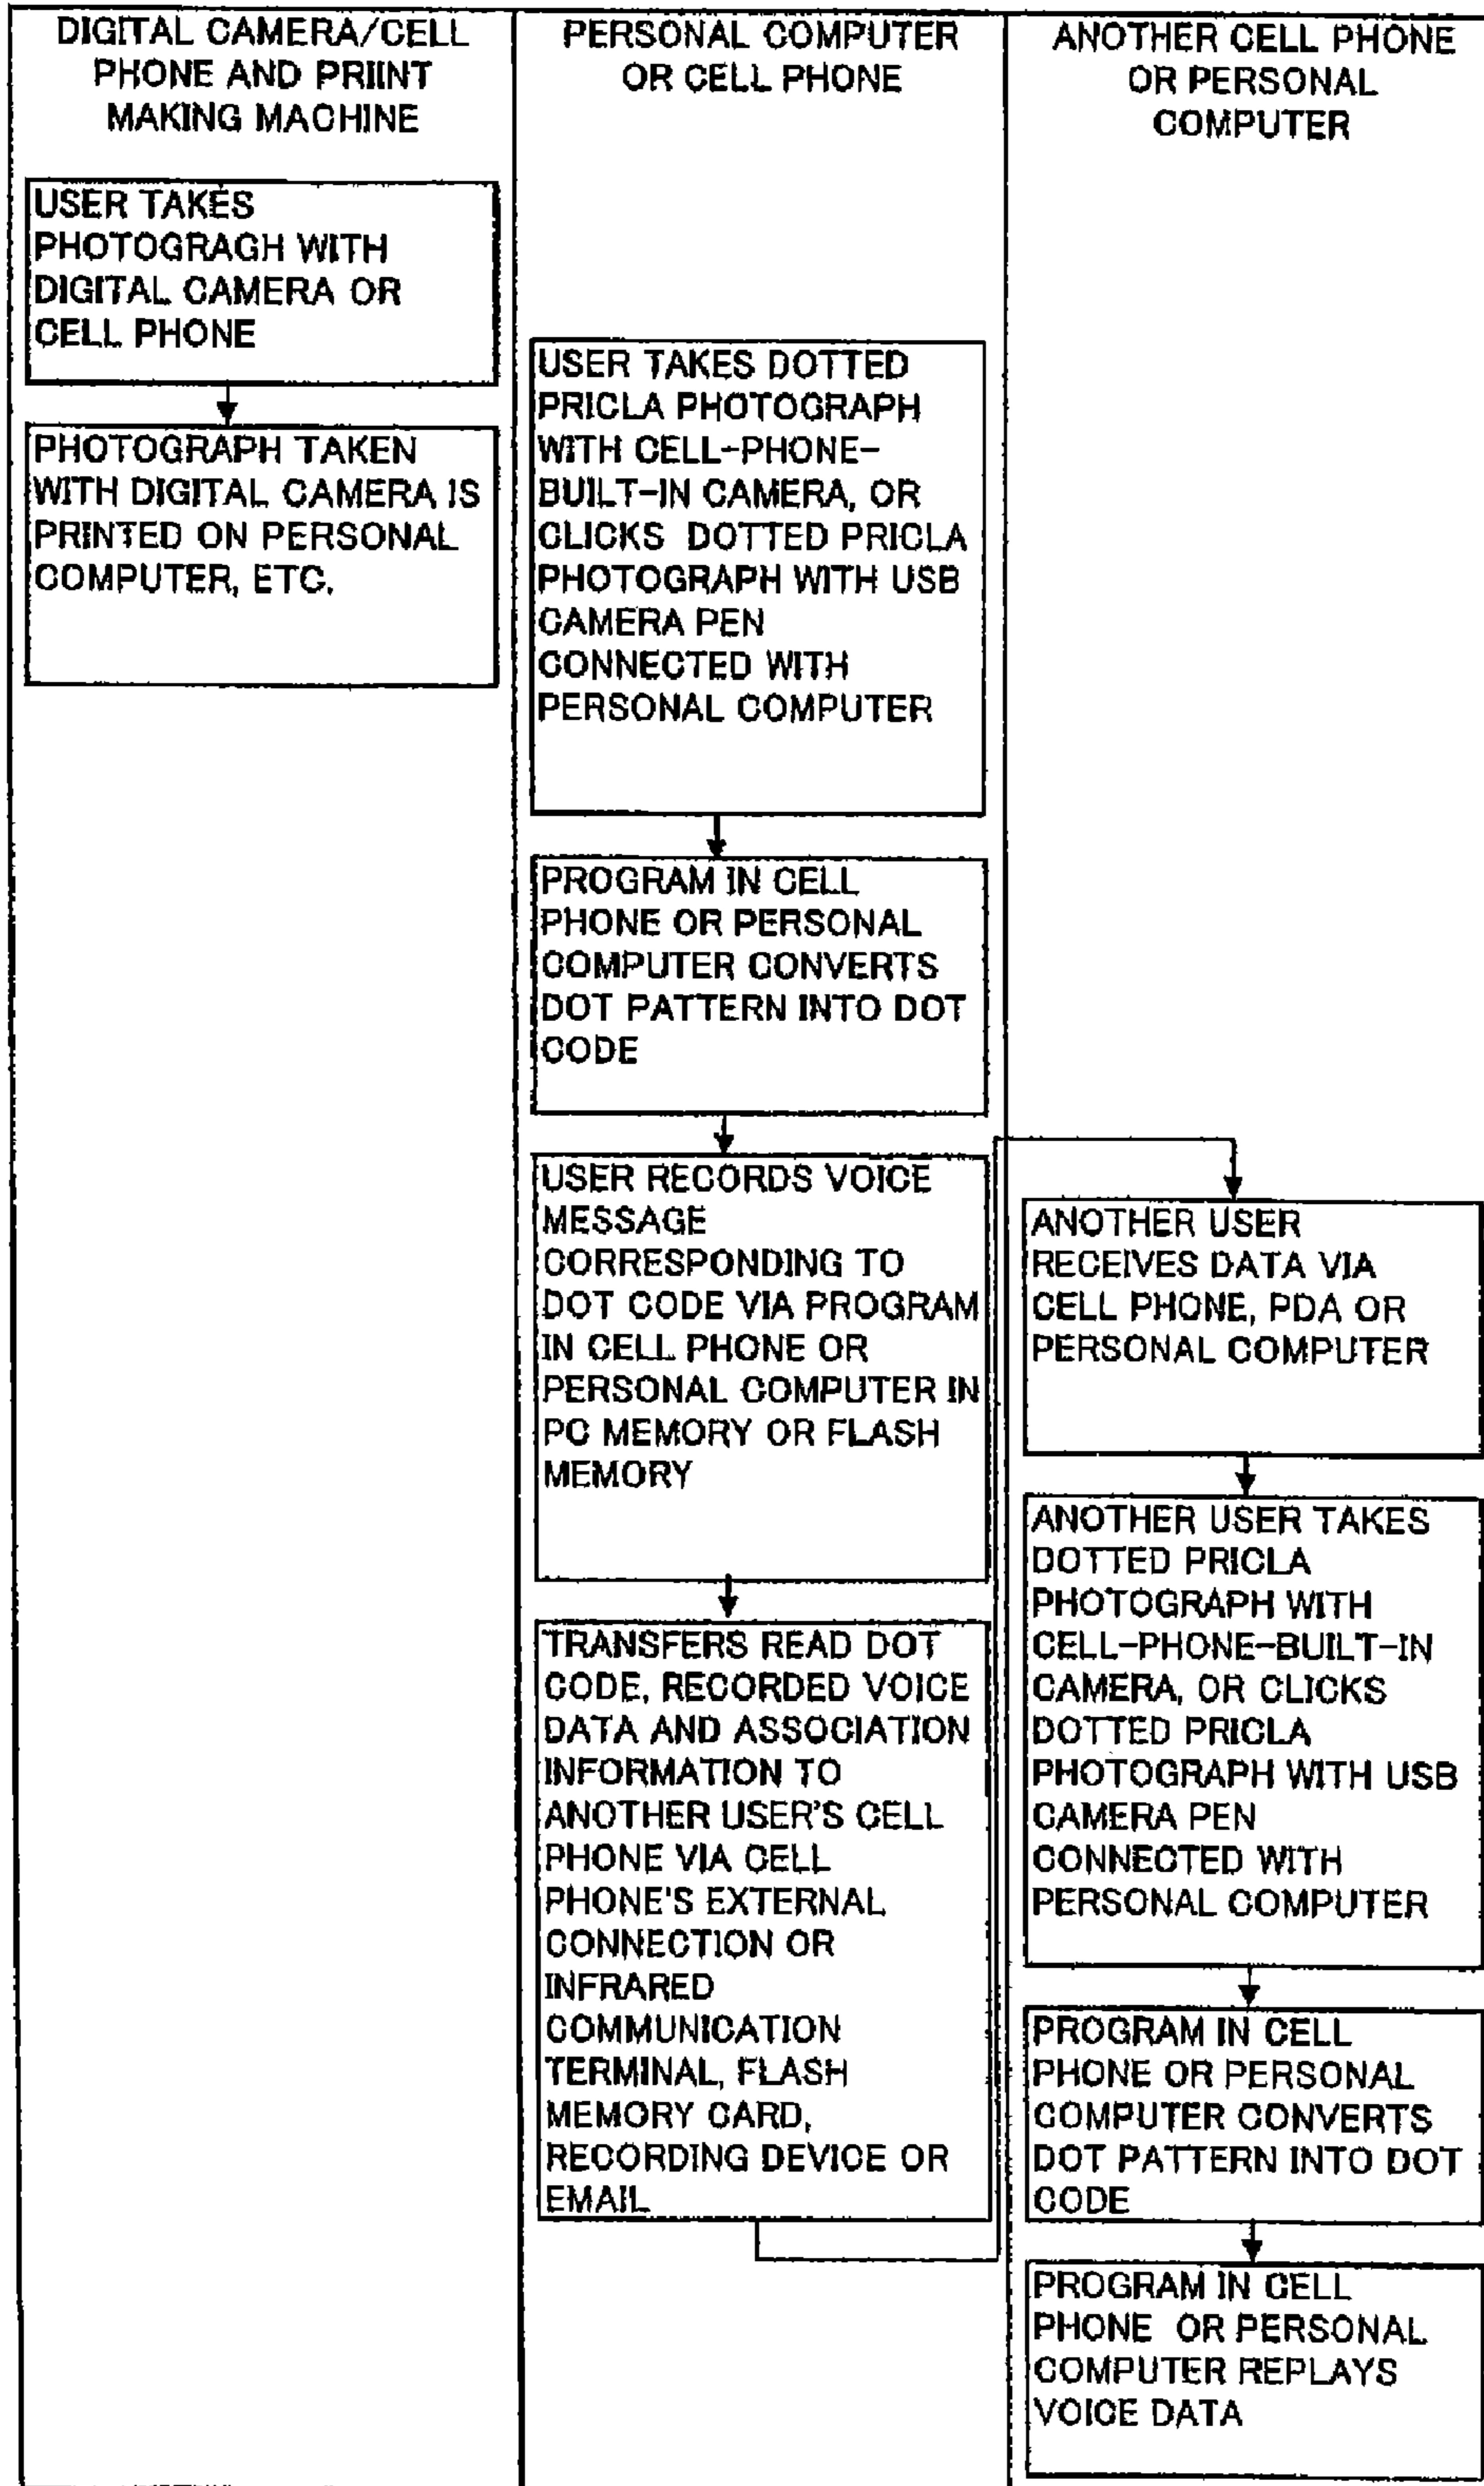 DIGITAL CAMERA/CELL
PHONE AND PRIINT
MAKING MACHINE
USER TAKES
PHOTOGRAGH WITH
DIGITAL CAMERA OR
CELL PHONE
PHOTOGRAPH TAKEN
WITH DIGITAL CAMERA IS
PRINTED ON PERSONAL
COMPUTER, ETC.
PERSONAL COMPUTER
OR CELL PHONE
USER TAKES DOTTED
PRICLA PHOTOGRAPH
WITH CELL-PHONE-
BUILT-IN CAMERA, OR
CLICKS DOTTED PRICLA
PHOTOGRAPH WITH USB
CAMERA PEN
CONNECTED WITH
PERSONAL COMPUTER
PROGRAM IN CELL
PHONE OR PERSONAL
COMPUTER CONVERTS
DOT PATTERN INTO DOT
CODE
USER RECORDS VOICE
MESSAGE
CORRESPONDING TO
DOT CODE VIA PROGRAM
IN CELL PHONE OR
PERSONAL COMPUTER IN
PC MEMORY OR FLASH
MEMORY
TRANSFERS READ DOT
CODE, RECORDED VOICE
DATA AND ASSOCIATION
INFORMATION TO
ANOTHER USER'S CELL
PHONE VIA CELL
PHONE'S EXTERNAL
CONNECTION OR
INFRARED
COMMUNICATION
TERMINAL, FLASH
MEMORY CARD,
RECORDING DEVICE OR
EMAIL
ANOTHER CELL PHONE
OR PERSONAL
COMPUTER
ANOTHER USER
RECEIVES DATA VIA
CELL PHONE, PDA OR
PERSONAL COMPUTER
ANOTHER USER TAKES
DOTTED PRICLA
PHOTOGRAPH WITH
CELL-PHONE-BUILT-IN
CAMERA, OR CLICKS
DOTTED PRICLA
PHOTOGRAPH WITH USB
CAMERA PEN
CONNECTED WITH
PERSONAL COMPUTER
PROGRAM IN CELL
PHONE OR PERSONAL
COMPUTER CONVERTS
DOT PATTERN INTO DOT
CODE
PROGRAM IN CELL
PHONE OR PERSONAL
COMPUTER REPLAYS
VOICE DATA